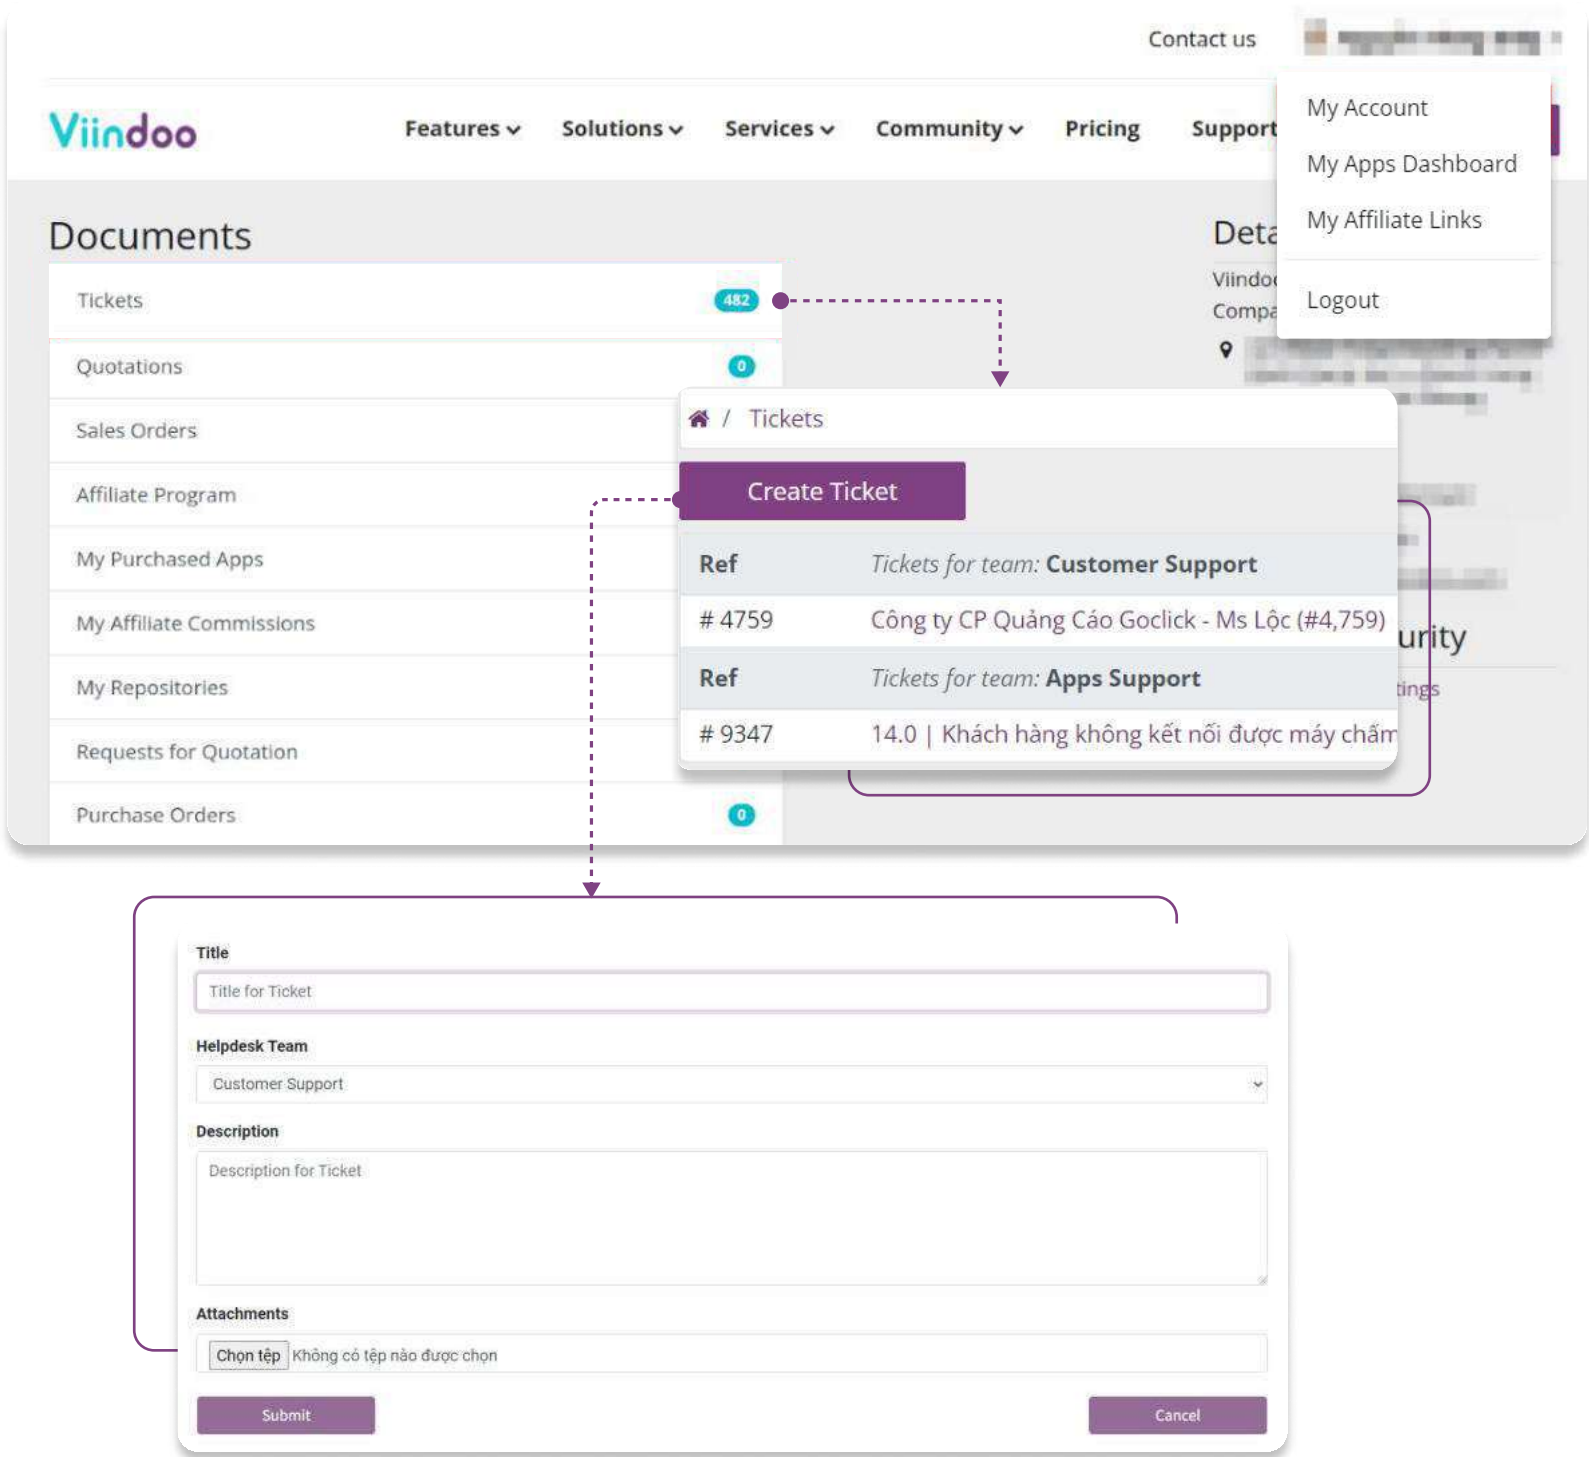 Contact us
Viindoo
Features
Solutions
Services
Community
Pricing
Support
My Account
My Apps Dashboard
My Affiliate Links
Logout
Documents
Tickets 482
Quotations 0
Sales Orders
Affiliate Program
My Purchased Apps
My Affiliate Commissions
My Repositories
Requests for Quotation
Purchase Orders 0
/ Tickets
Create Ticket
Ref Tickets for team: Customer Support
# 4759 Công ty CP Quảng Cáo Goclick - Ms Lộc (#4,759)
Ref Tickets for team: Apps Support
# 9347 14.0 | Khách hàng không kết nối được máy chấm
Title
Title for Ticket
Helpdesk Team
Customer Support
Description
Description for Ticket
Attachments
Chọn tệp Không có tệp nào được chọn
Submit
Cancel